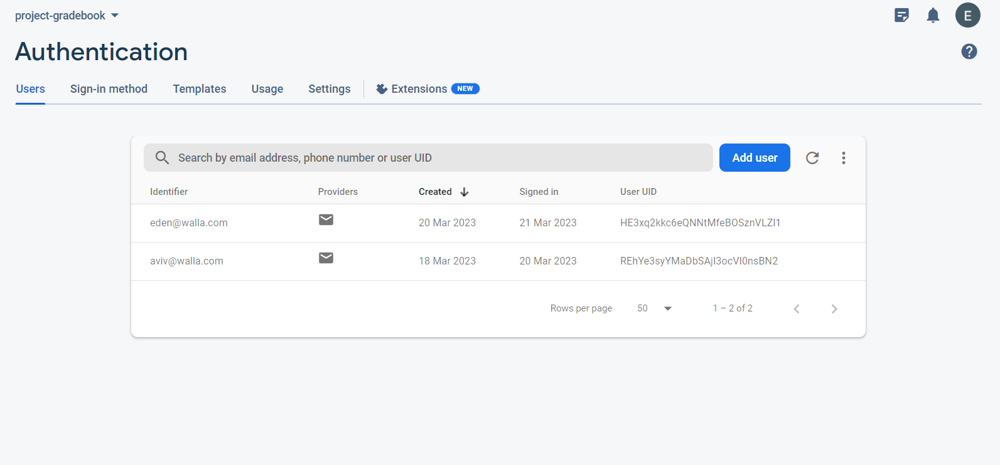 project-gradebook
E
Authentication
Users Sign-in method Templates Usage Settings Extensions NEW
Search by email address, phone number or user UID Add user
Identifier Providers Created Signed in User UID
eden@walla.com 20 Mar 2023 21 Mar 2023 HE3xq2kkc6eQNNtMfeBOSznVLZI1
aviv@walla.com 18 Mar 2023 20 Mar 2023 REhYe3syYMaDbSAjI3ocVI0nsBN2
Rows per page 50 1 – 2 of 2